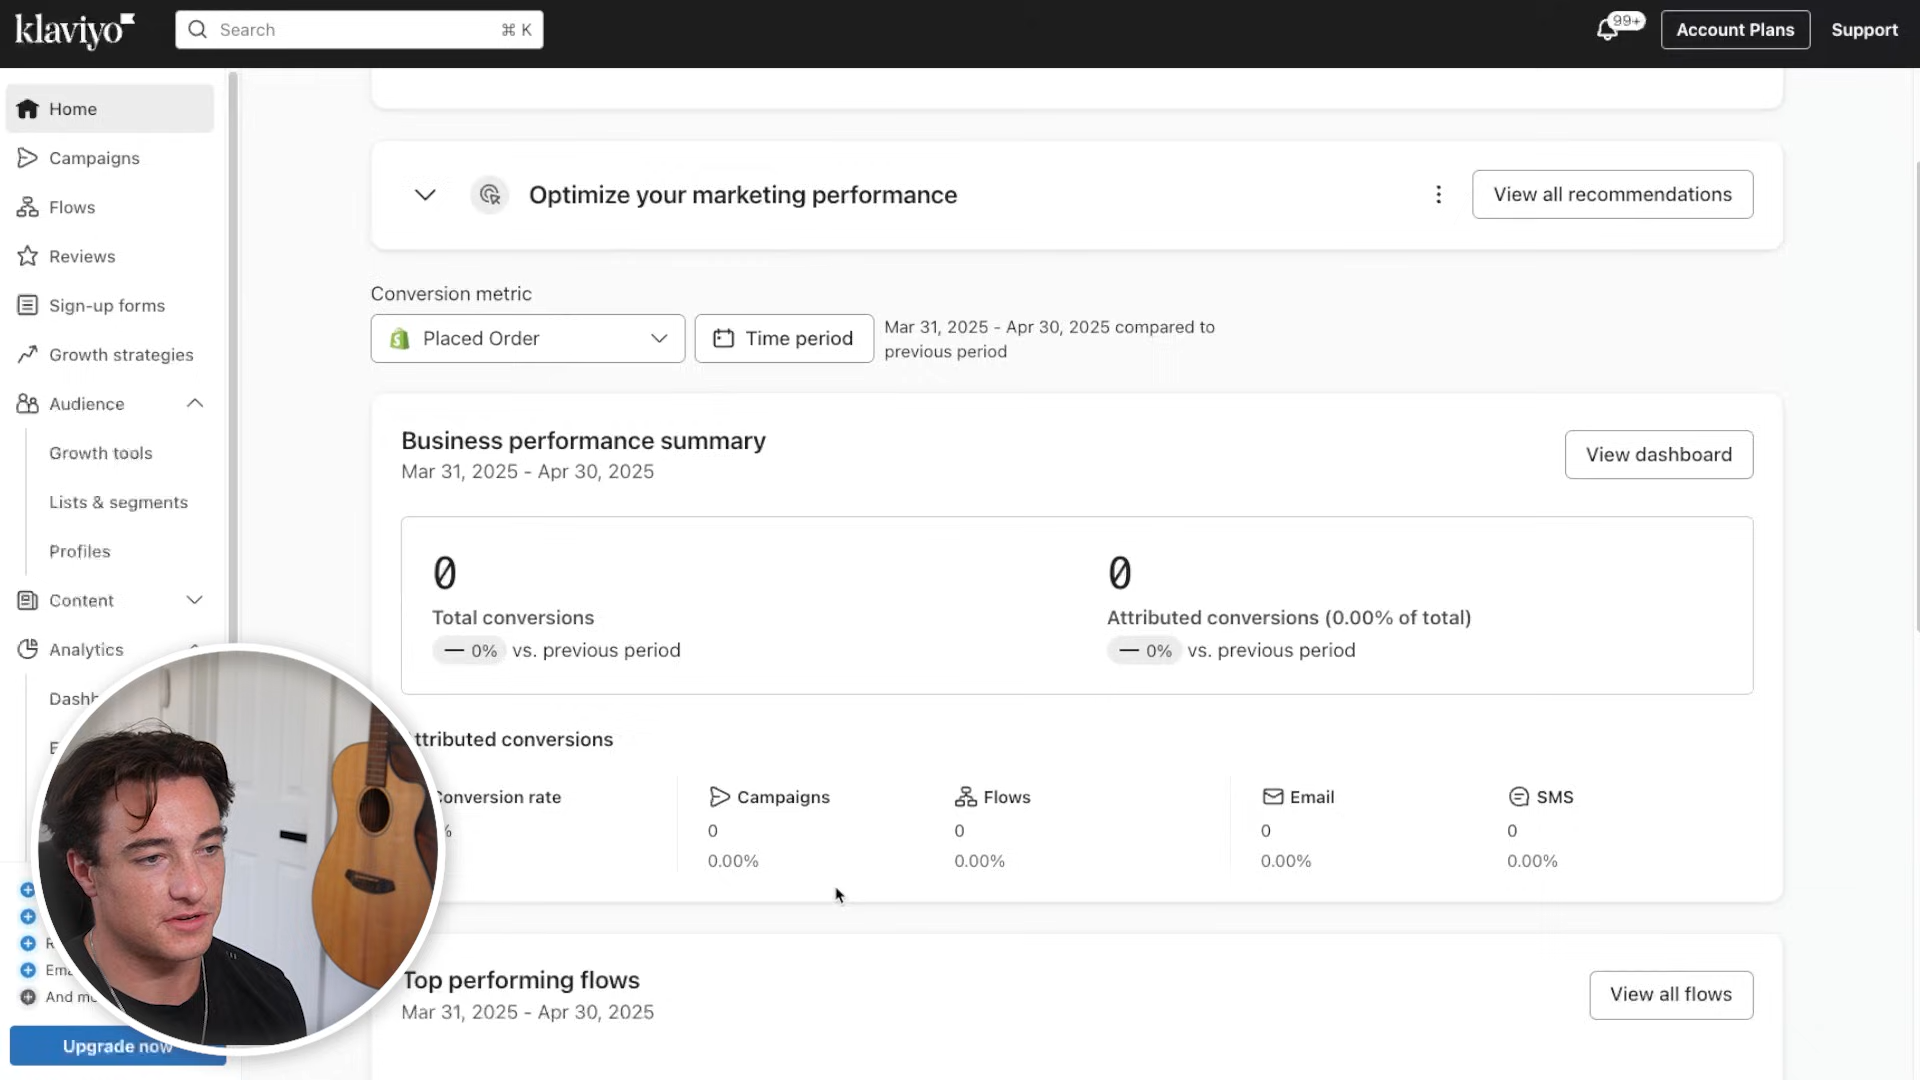 klaviyo
Search
⌘ K
99+
Account Plans
Support
Home
Campaigns
Flows
Reviews
Sign-up forms
Growth strategies
Audience
Growth tools
Lists & segments
Profiles
Content
Analytics
And
Upgrade now
Optimize your marketing performance
View all recommendations
Conversion metric
Placed Order
Time period
Mar 31, 2025 - Apr 30, 2025 compared to
previous period
Business performance summary
Mar 31, 2025 - Apr 30, 2025
View dashboard
0
Total conversions
— 0% vs. previous period
0
Attributed conversions (0.00% of total)
— 0% vs. previous period
ttributed conversions
Conversion rate
%
Campaigns
0
0.00%
Flows
0
0.00%
Email
0
0.00%
SMS
0
0.00%
Top performing flows
Mar 31, 2025 - Apr 30, 2025
View all flows